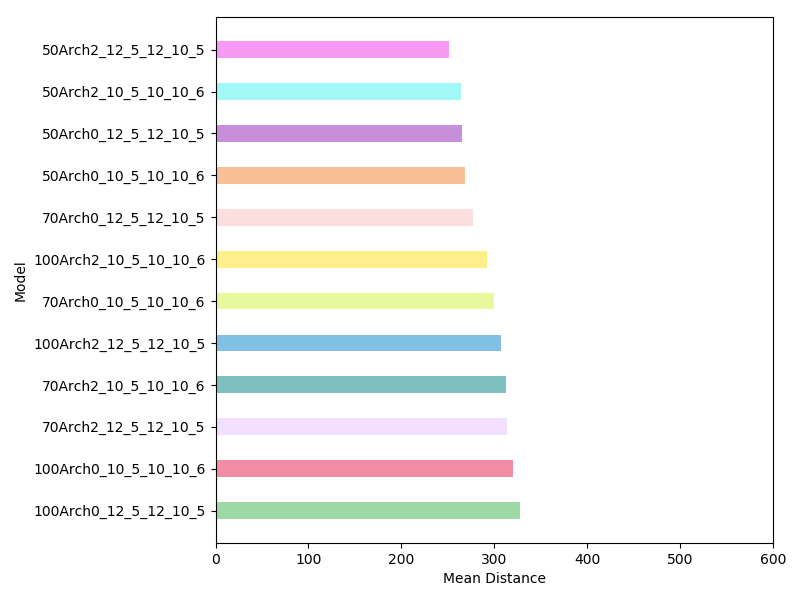 50Arch2_12_5_12_10_5
50Arch2_10_5_10_10_6
50Arch0_12_5_12_10_5
50Arch0_10_5_10_10_6
70Arch0_12_5_12_10_5
100Arch2_10_5_10_10_6
70Arch0_10_5_10_10_6
100Arch2_12_5_12_10_5
70Arch2_10_5_10_10_6
70Arch2_12_5_12_10_5
100Arch0_10_5_10_10_6
100Arch0_12_5_12_10_5
Model
0 100 200 300 400 500 600
Mean Distance